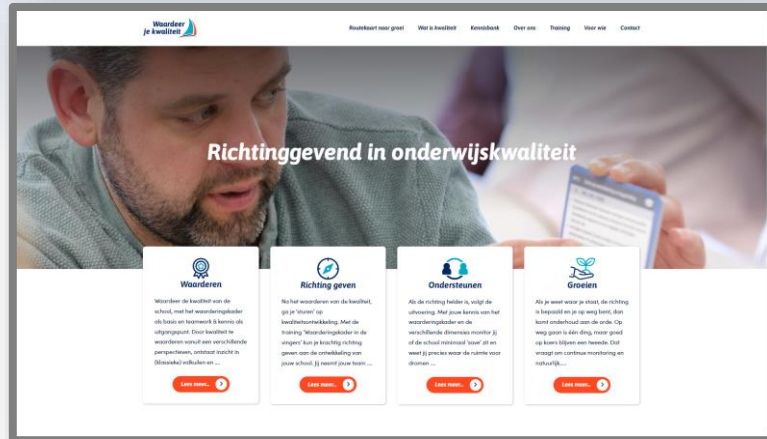 Waardeer
je kwaliteit
Routekaart naar groei Wat is kwaliteit Kennisbank Over ons Training Voor wie Contact
Richtinggevend in onderwijskwaliteit
Waarderen
Waardeer de kwaliteit van de
school, met het waarderingskader
als basis en teamwork & kennis als
uitgangspunt. Door kwaliteit te
waarderen vanuit een verschillende
perspectieven, ontstaat inzicht in
(klassieke) valkuilen en ....
Lees meer..
Richting geven
Na het waarderen van de kwaliteit,
ga je 'sturen' op
kwaliteitsontwikkeling. Met de
training 'Waarderingskader in de
vingers' kun je krachtig richting
geven aan de ontwikkeling van
jouw school. Jij neemt jouw team ....
Lees meer..
Ondersteunen
Als de richting helder is, volgt de
uitvoering. Met jouw kennis van het
waarderingskader en de
verschillende dimensies monitor jij
of de school minimaal 'save' zit en
weet jij precies waar de ruimte voor
dromen ....
Lees meer..
Groeien
Als je weet waar je staat, de richting
is bepaald en je op weg bent, dan
komt onderhoud aan de orde. Op
weg gaan is één ding, maar goed
op koers blijven een tweede. Dat
vraagt om continue monitoring en
natuurlijk....
Lees meer..